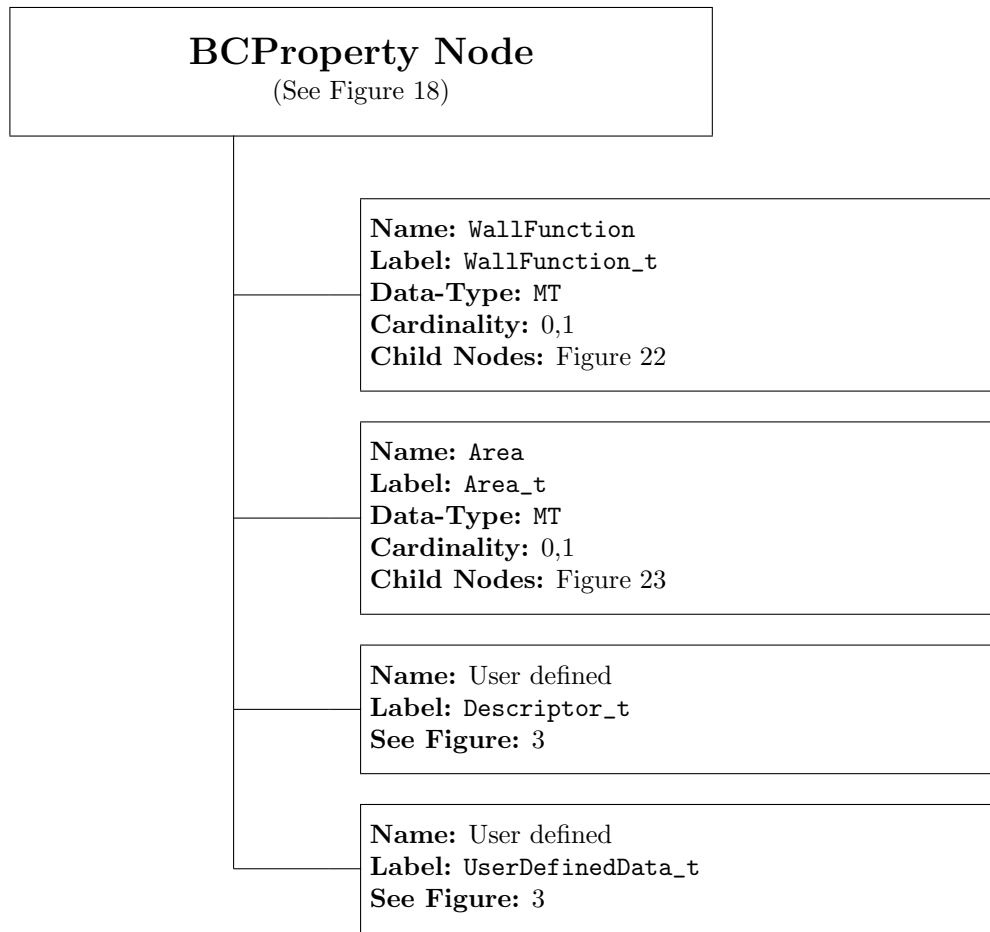 BCProperty Node
(See Figure 18)
Name: WallFunction
Label: WallFunction_t
Data-Type: MT
Cardinality: 0,1
Child Nodes: Figure 22
Name: Area
Label: Area_t
Data-Type: MT
Cardinality: 0,1
Child Nodes: Figure 23
Name: User defined
Label: Descriptor_t
See Figure: 3
Name: User defined
Label: UserDefinedData_t
See Figure: 3